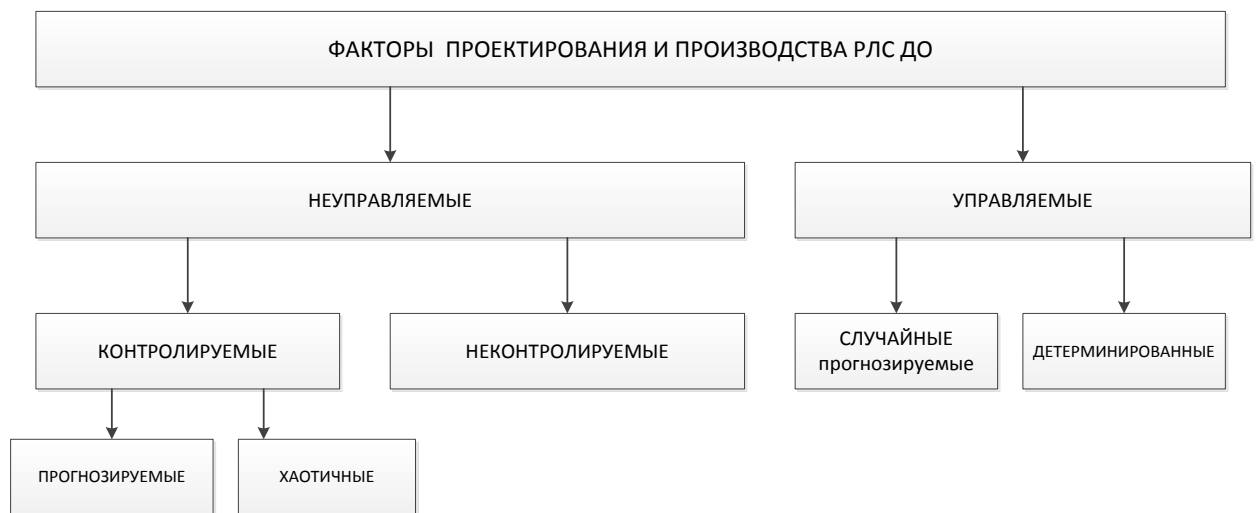 ФАКТОРЫ ПРОЕКТИРОВАНИЯ И ПРОИЗВОДСТВА РЛС ДО
НЕУПРАВЛЯЕМЫЕ
УПРАВЛЯЕМЫЕ
КОНТРОЛИРУЕМЫЕ
НЕКОНТРОЛИРУЕМЫЕ
СЛУЧАЙНЫЕ
прогнозируемые
ДЕТЕРМИНИРОВАННЫЕ
ПРОГНОЗИРУЕМЫЕ
ХАОТИЧНЫЕ